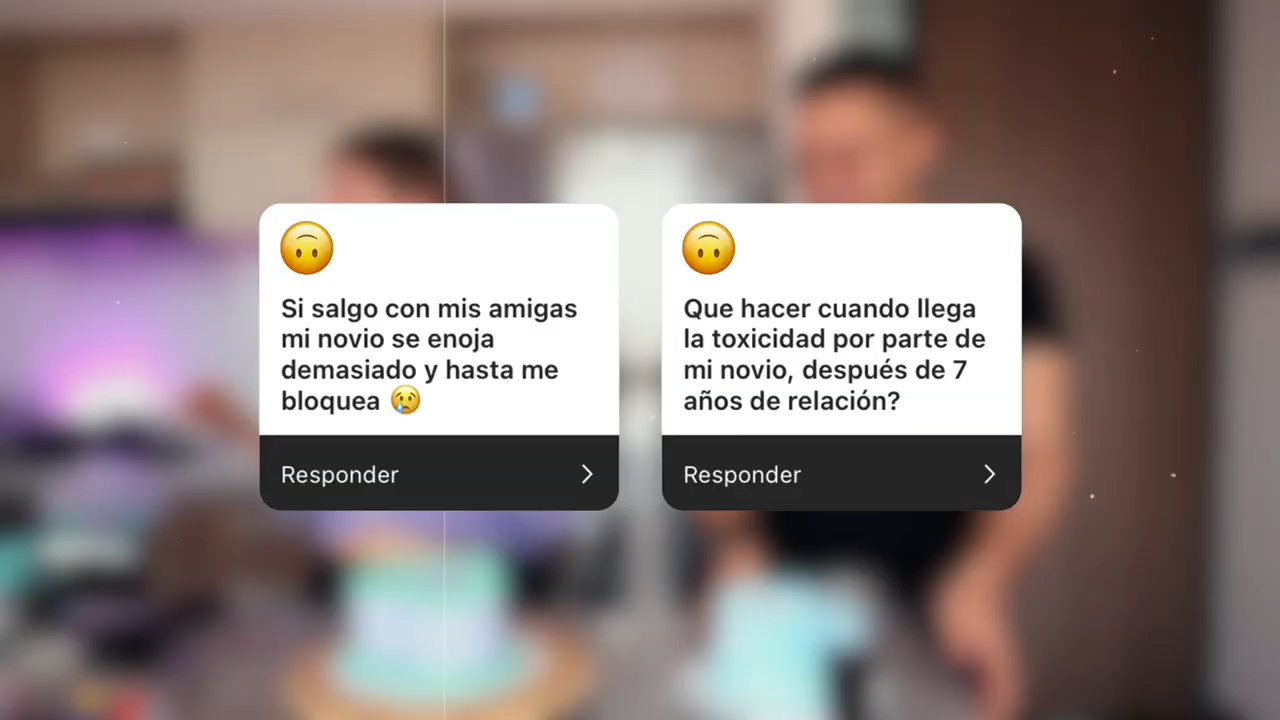 Si salgo con mis amigas
mi novio se enoja
demasiado y hasta me
bloquea 😢
Responder
Que hacer cuando llega
la toxicidad por parte de
mi novio, después de 7
años de relación?
Responder